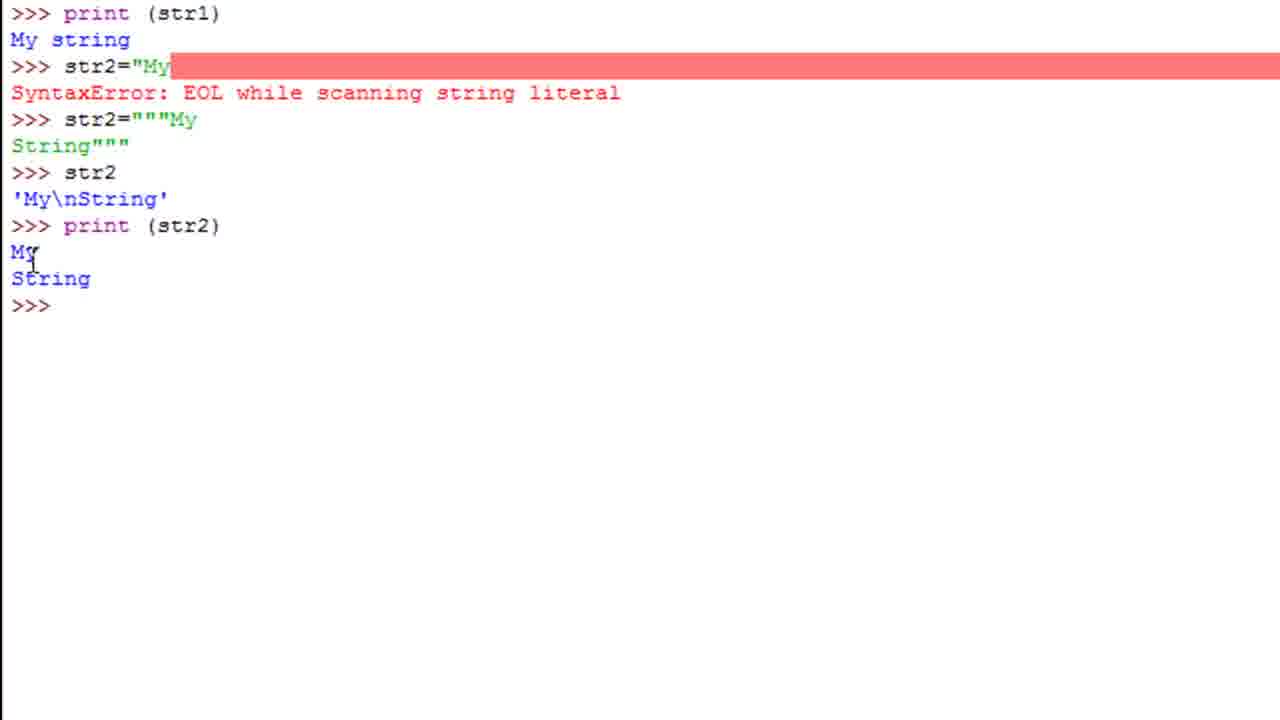 >>> print (str1)
My string
>>> str2="My
SyntaxError: EOL while scanning string literal
>>> str2="""My
String"""
>>> str2
'My\nString'
>>> print (str2)
My
String
>>>